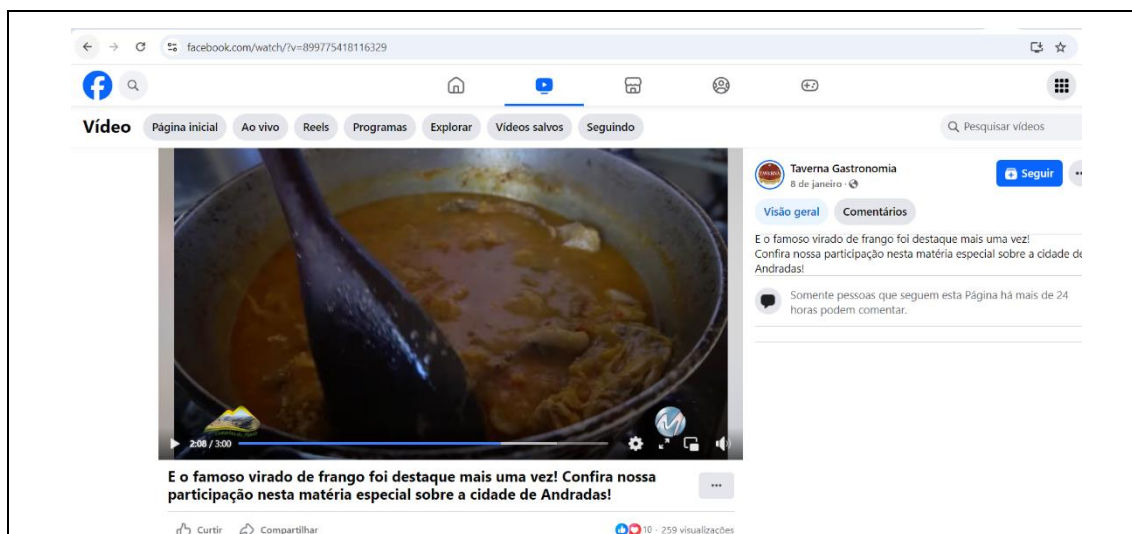 facebook.com/watch/?v=899775418116329
Vídeo
Página inicial
Ao vivo
Reels
Programas
Explorar
Vídeos salvos
Seguindo
Pesquisar vídeos
Taverna Gastronomia
8 de janeiro ·
Seguir
Visão geral
Comentários
E o famoso virado de frango foi destaque mais uma vez!
Confira nossa participação nesta matéria especial sobre a cidade de
Andradas!
Somente pessoas que seguem esta Página há mais de 24
horas podem comentar.
2:08 / 3:00
E o famoso virado de frango foi destaque mais uma vez! Confira nossa
participação nesta matéria especial sobre a cidade de Andradas!
Curtir
Compartilhar
10 · 259 visualizações